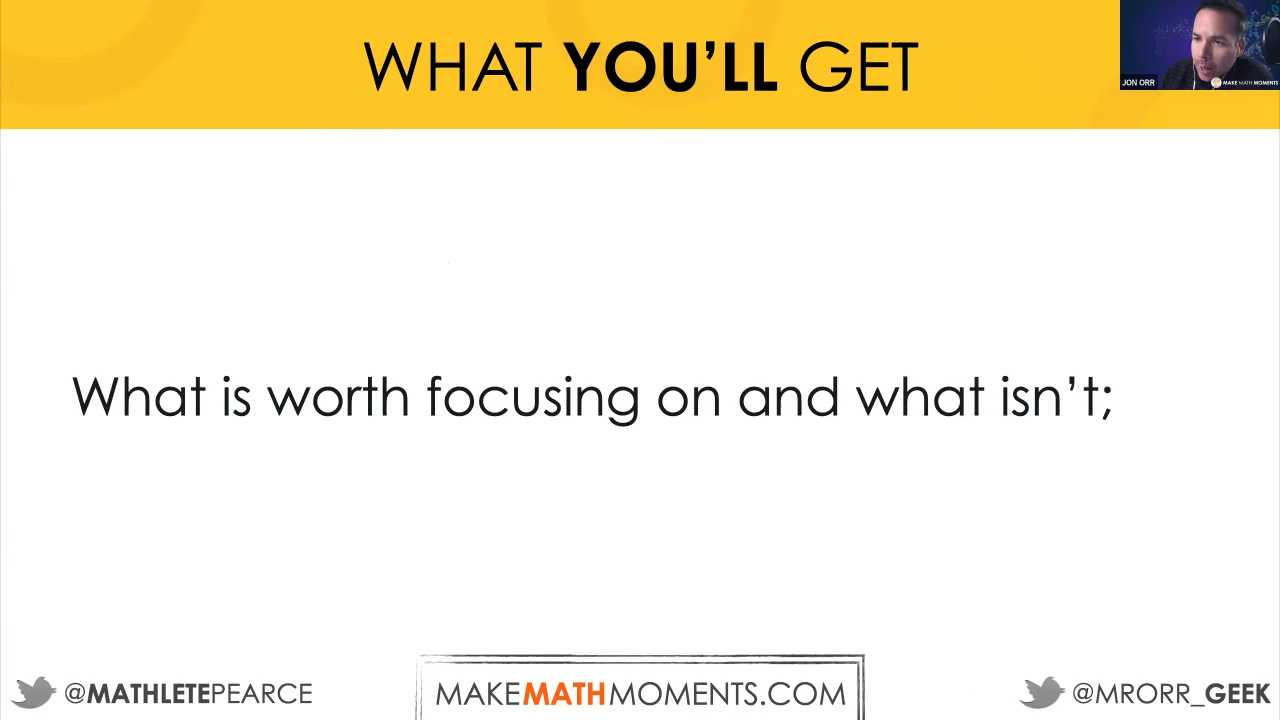 WHAT YOU'LL GET
JON ORR
MAKE MATH MOMENTS
What is worth focusing on and what isn't;
@MATHLETEPEARCE
MAKEMATHMOMENTS.COM
@MRORR_GEEK